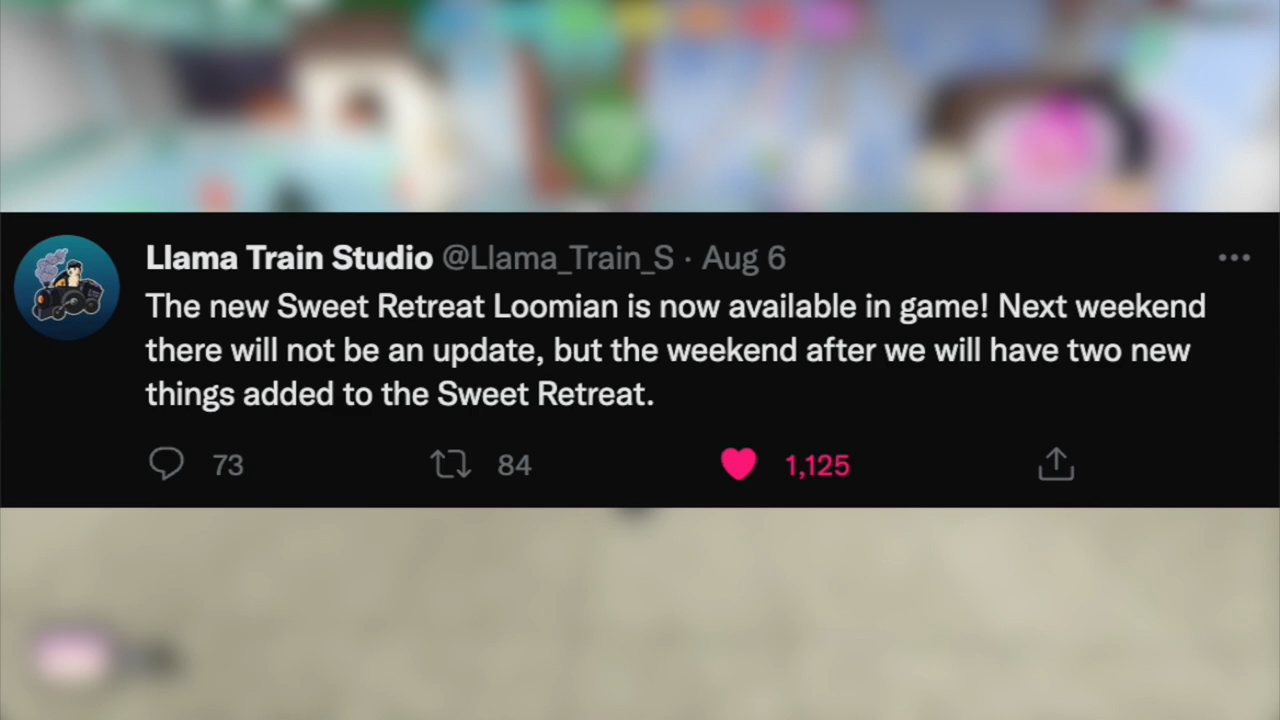 Llama Train Studio @Llama_Train_S · Aug 6
The new Sweet Retreat Loomian is now available in game! Next weekend
there will not be an update, but the weekend after we will have two new
things added to the Sweet Retreat.
73 84 1,125